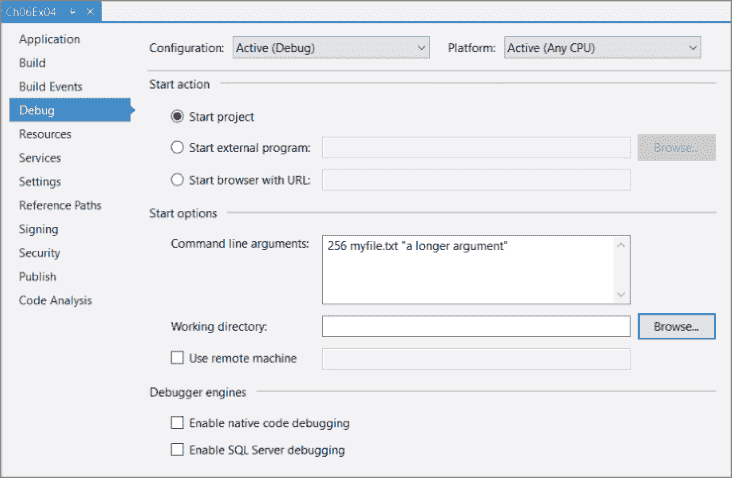 Ch06Ex04
Application
Build
Build Events
Debug
Resources
Services
Settings
Reference Paths
Signing
Security
Publish
Code Analysis
Configuration: Active (Debug) Platform: Active (Any CPU)
Start action
Start project
Start external program: Browse...
Start browser with URL:
Start options
Command line arguments: 256 myfile.txt "a longer argument"
Working directory: Browse...
Use remote machine
Debugger engines
Enable native code debugging
Enable SQL Server debugging